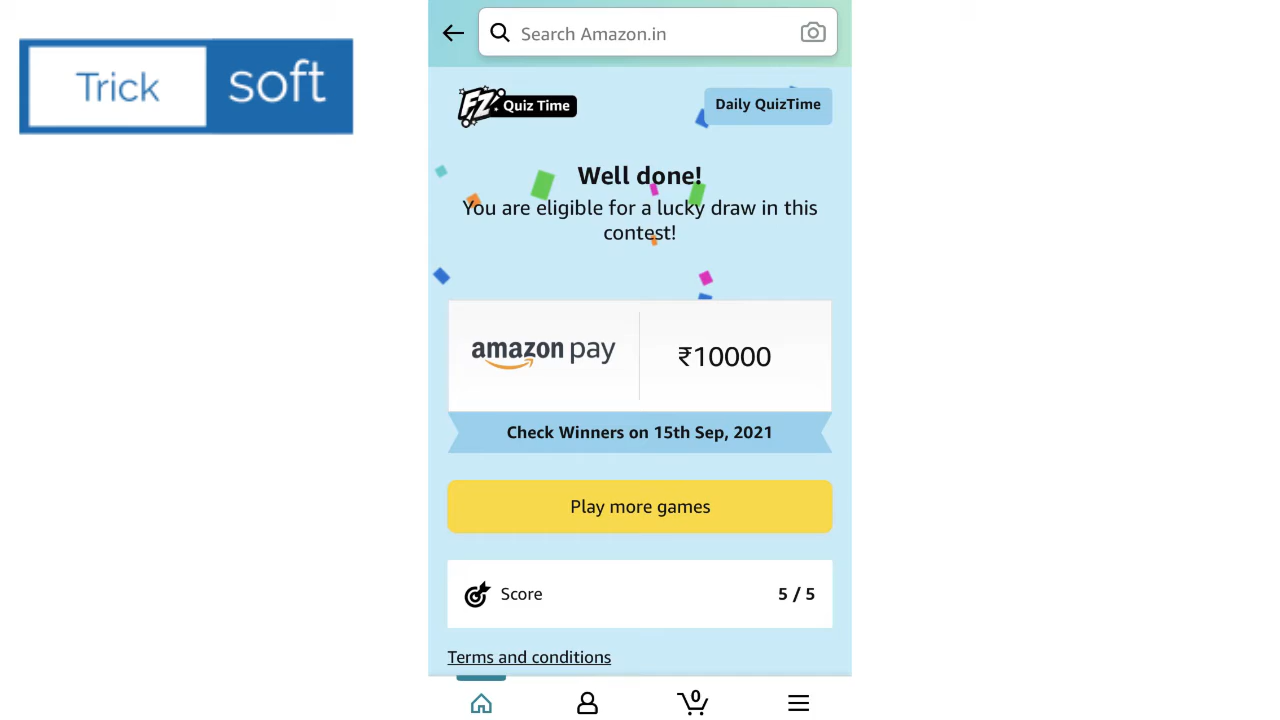 Trick soft
Search Amazon.in
FZ Quiz Time
Daily QuizTime
Well done!
You are eligible for a lucky draw in this
contest!
amazon pay
₹10000
Check Winners on 15th Sep, 2021
Play more games
Score 5 / 5
Terms and conditions
0